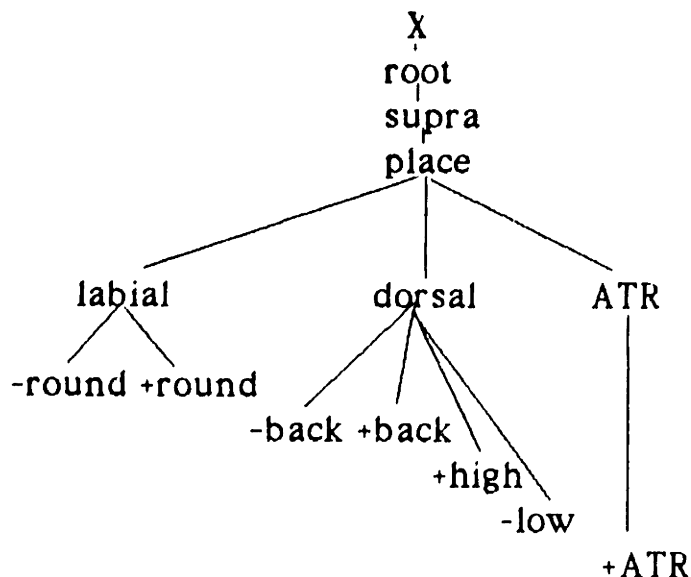 X
root
supra
place
labial dorsal ATR
-round +round
-back +back
+high
-low
+ATR